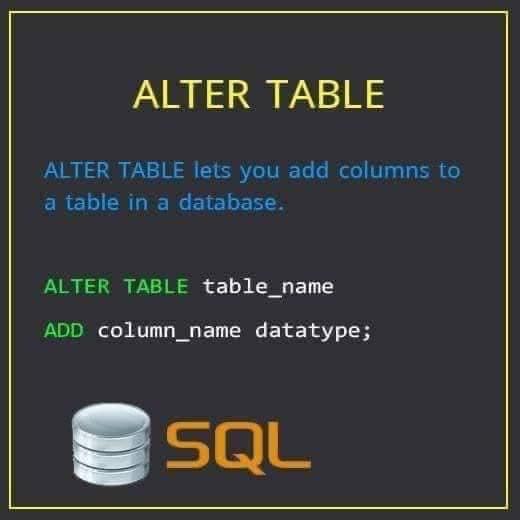 ALTER TABLE
ALTER TABLE lets you add columns to
a table in a database.
ALTER TABLE table_name
ADD column_name datatype;
SQL